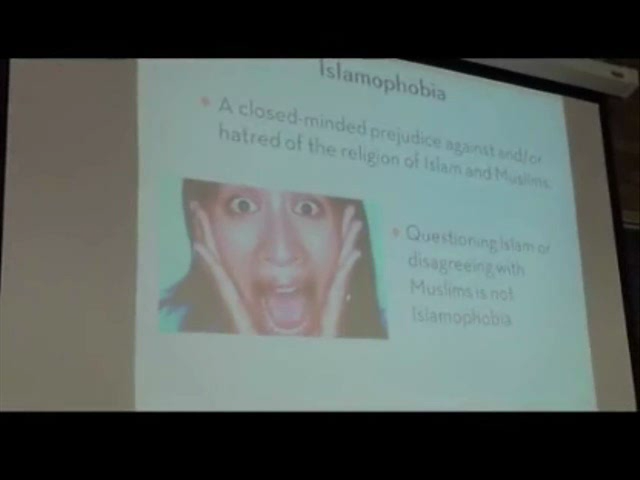 Islamophobia
• A closed-minded prejudice against and/or
hatred of the religion of Islam and Muslims.
• Questioning Islam or
disagreeing with
Muslims is not
Islamophobia